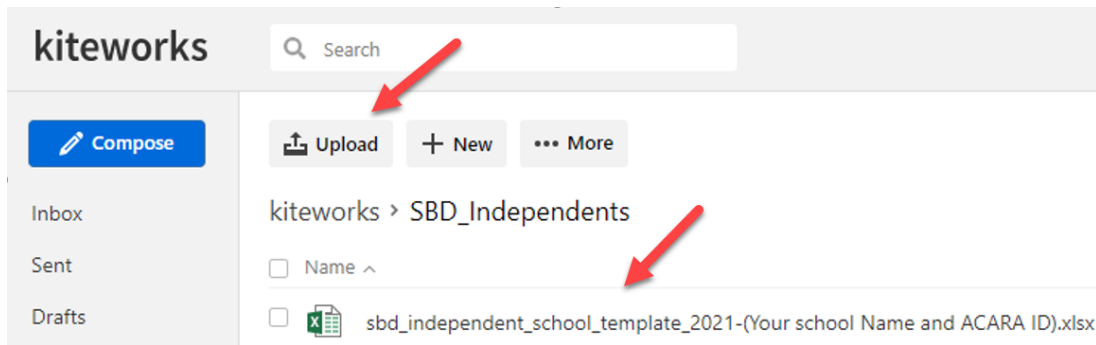 kiteworks
Search
Compose
Upload
New
More
Inbox
kiteworks > SBD_Independents
Sent
Name
Drafts
sbd_independent_school_template_2021-(Your school Name and ACARA ID).xlsx